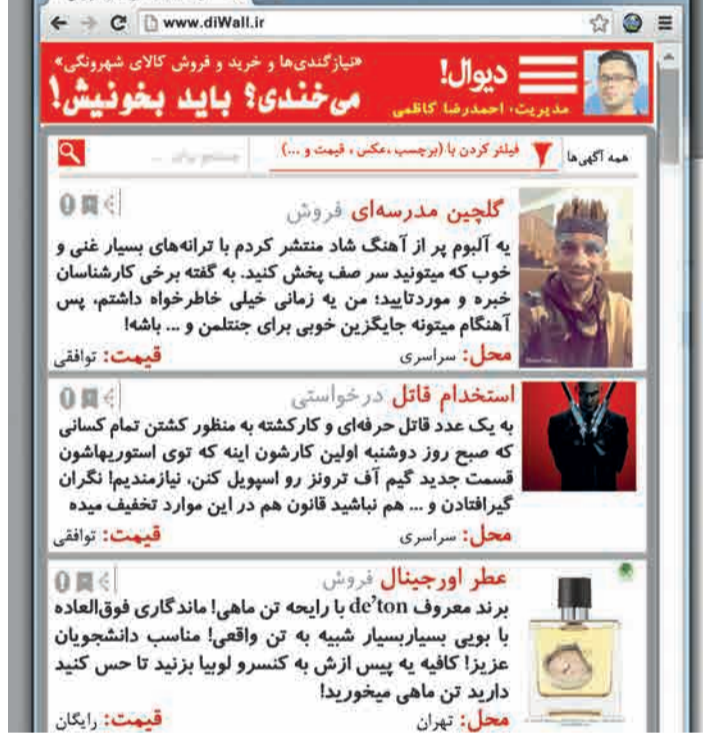 www.diWall.ir
«نیازگندی‌ها و خرید و فروش کالای شهرونگی»
دیوال!
می‌خندی؟ باید بخونیش!
مدیریت: احمدرضا کاظمی
همه آگهی‌ها
فیلتر کردن با (برچسب ،عکس ، قیمت و ...)
گلچین مدرسه‌ای فروش
0
یه آلبوم پر از آهنگ شاد منتشر کردم با ترانه‌های بسیار غنی و
خوب که میتونید سر صف پخش کنید. به گفته برخی کارشناسان
خبره و موردتایید؛ من یه زمانی خیلی خاطرخواه داشتم، پس
آهنگام میتونه جایگزین خوبی برای جنتلمن و ... باشه!
محل: سراسری
قیمت: توافقی
استخدام قاتل درخواستی
0
به یک عدد قاتل حرفه‌ای و کارکشته به منظور کشتن تمام کسانی
که صبح روز دوشنبه اولین کارشون اینه که توی استوریهاشون
قسمت جدید گیم آف ترونز رو اسپویل کنن، نیازمندیم! نگران
گیرافتادن و ... هم نباشید قانون هم در این موارد تخفیف میده
محل: سراسری
قیمت: توافقی
عطر اورجینال فروش
0
برند معروف de’ton با رایحه تن ماهی! ماندگاری فوق‌العاده
با بویی بسیاربسیار شبیه به تن واقعی! مناسب دانشجویان
عزیز! کافیه یه پیس ازش به کنسرو لوبیا بزنید تا حس کنید
دارید تن ماهی میخورید!
محل: تهران
قیمت: رایگان